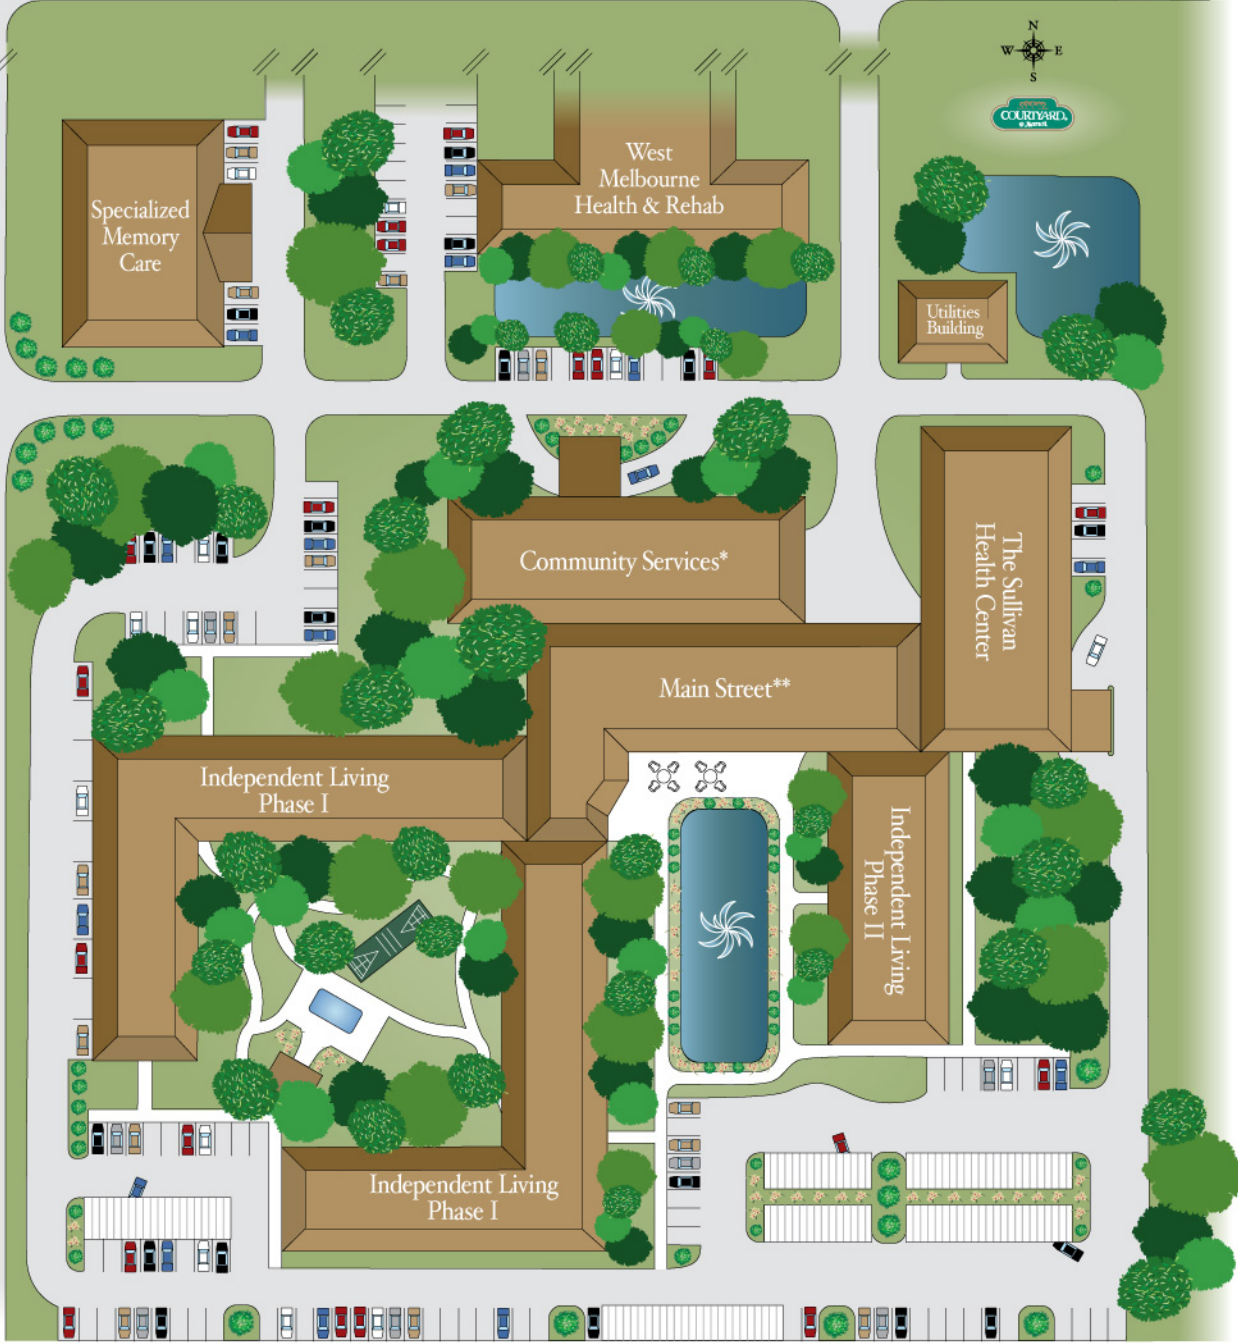 N
W E
S
COURTYARD®
West
Melbourne
Health & Rehab
Specialized
Memory
Care
Utilities
Building
Community Services*
The Sullivan
Health Center
Main Street**
Independent Living
Phase I
Independent Living
Phase II
Independent Living
Phase I